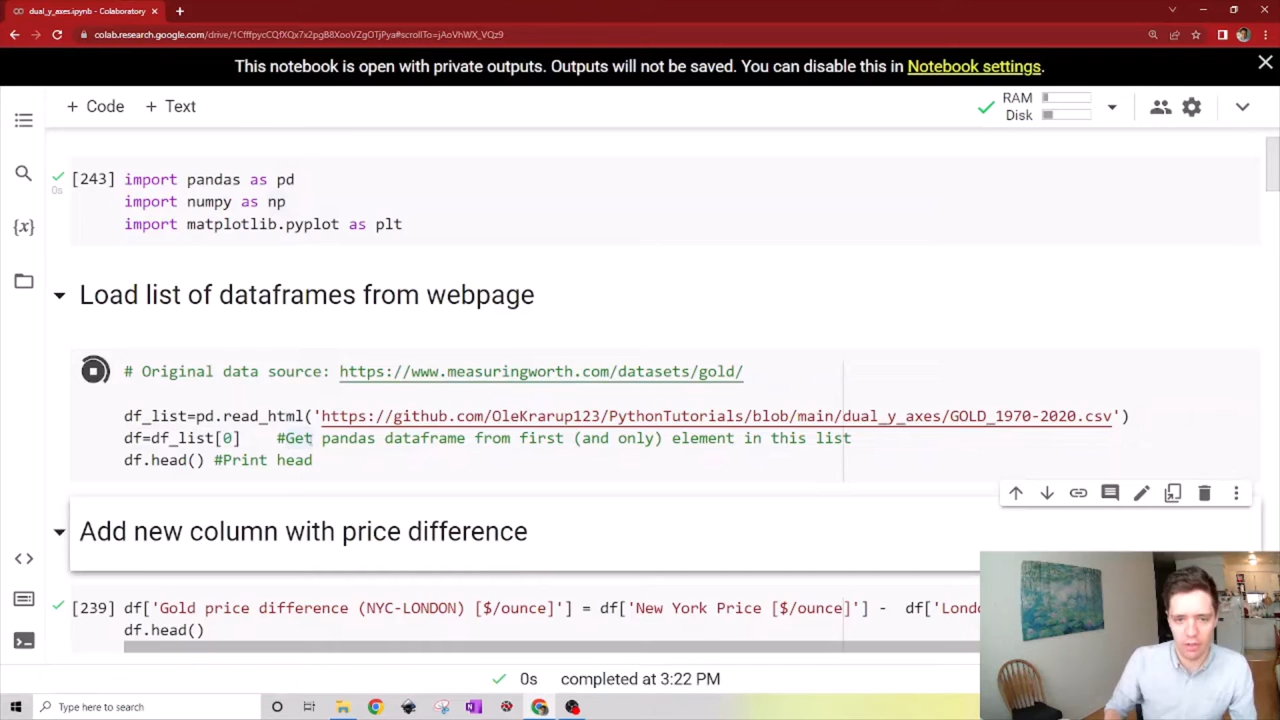 dual_y_axes.ipynb - Colaboratory
colab.research.google.com/drive/1CfffpycCQfXQx7x2pgB8XooVZgOTjPya#scrollTo=jAoVhWX_VQz9
This notebook is open with private outputs. Outputs will not be saved. You can disable this in Notebook settings.
+ Code + Text
RAM
Disk
[243] import pandas as pd
0s
import numpy as np
import matplotlib.pyplot as plt
{x}
Load list of dataframes from webpage
# Original data source: https://www.measuringworth.com/datasets/gold/
df_list=pd.read_html('https://github.com/OleKrarup123/PythonTutorials/blob/main/dual_y_axes/GOLD_1970-2020.csv')
df=df_list[0] #Get pandas dataframe from first (and only) element in this list
df.head() #Print head
Add new column with price difference
[239] df['Gold price difference (NYC-LONDON) [$/ounce]'] = df['New York Price [$/ounce]'] - df['Lond
df.head()
0s completed at 3:22 PM
Type here to search